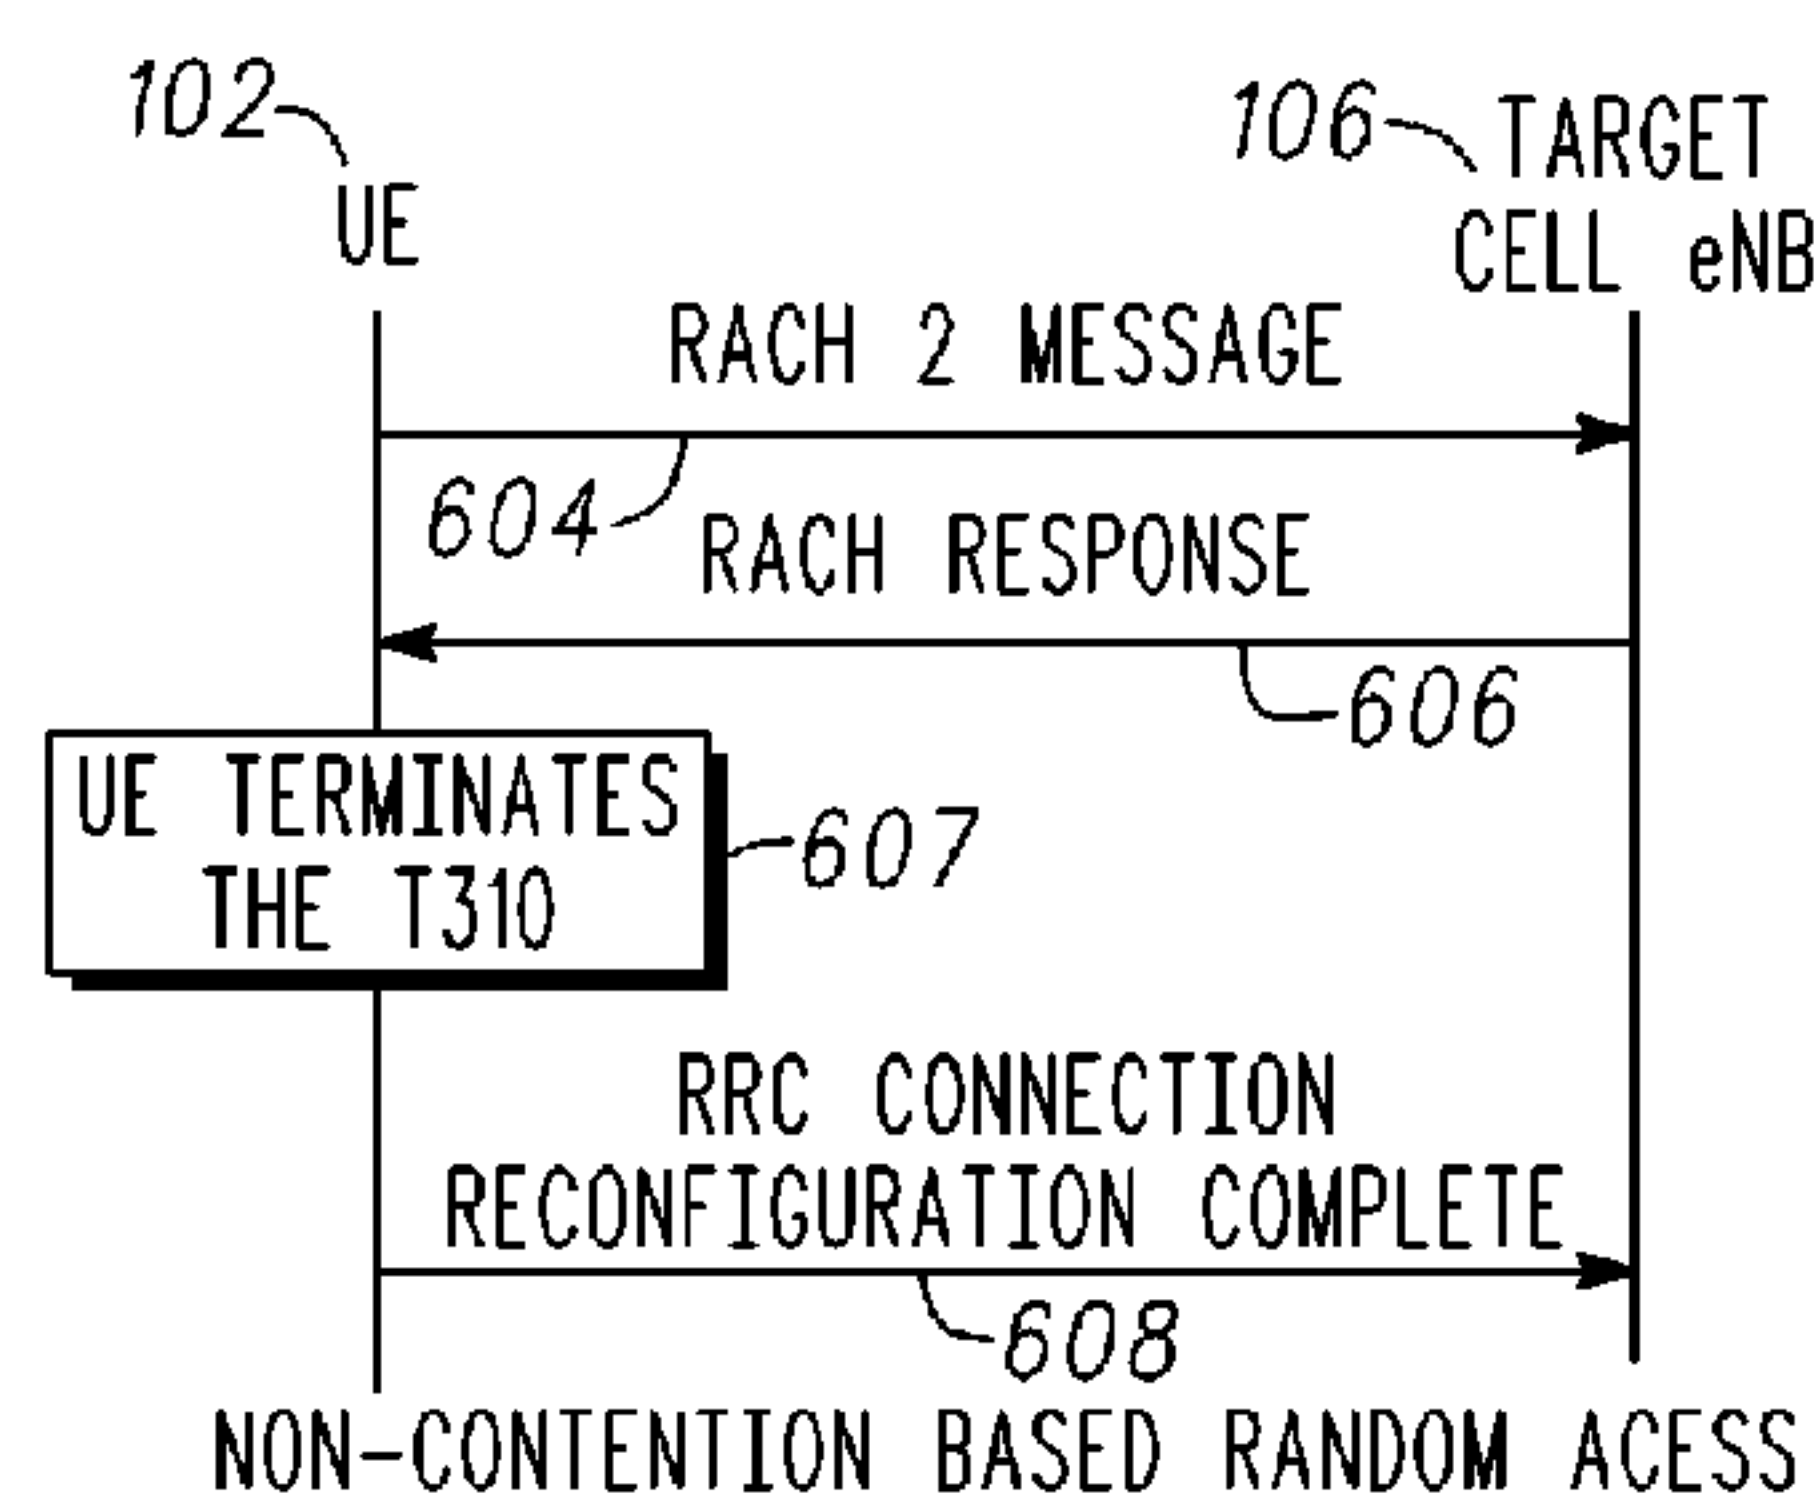 102
UE
106
TARGET
CELL eNB
RACH 2 MESSAGE
604
RACH RESPONSE
606
UE TERMINATES
THE T310
607
RRC CONNECTION
RECONFIGURATION COMPLETE
608
NON-CONTENTION BASED RANDOM ACESS